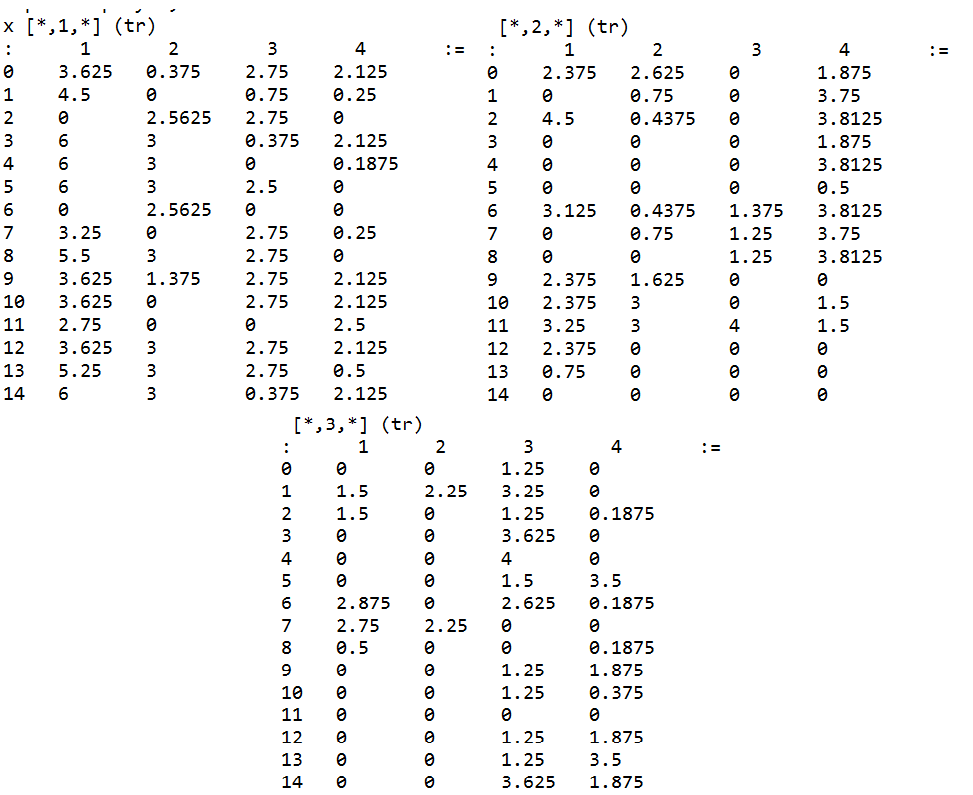 x [*,1,*] (tr)
: 1 2 3 4 :=
0 3.625 0.375 2.75 2.125
1 4.5 0 0.75 0.25
2 0 2.5625 2.75 0
3 6 3 0.375 2.125
4 6 3 0 0.1875
5 6 3 2.5 0
6 0 2.5625 0 0
7 3.25 0 2.75 0.25
8 5.5 3 2.75 0
9 3.625 1.375 2.75 2.125
10 3.625 0 2.75 2.125
11 2.75 0 0 2.5
12 3.625 3 2.75 2.125
13 5.25 3 2.75 0.5
14 6 3 0.375 2.125
[*,2,*] (tr)
: 1 2 3 4 :=
0 2.375 2.625 0 1.875
1 0 0.75 0 3.75
2 4.5 0.4375 0 3.8125
3 0 0 0 1.875
4 0 0 0 3.8125
5 0 0 0 0.5
6 3.125 0.4375 1.375 3.8125
7 0 0.75 1.25 3.75
8 0 0 1.25 3.8125
9 2.375 1.625 0 0
10 2.375 3 0 1.5
11 3.25 3 4 1.5
12 2.375 0 0 0
13 0.75 0 0 0
14 0 0 0 0
[*,3,*] (tr)
: 1 2 3 4 :=
0 0 0 1.25 0
1 1.5 2.25 3.25 0
2 1.5 0 1.25 0.1875
3 0 0 3.625 0
4 0 0 4 0
5 0 0 1.5 3.5
6 2.875 0 2.625 0.1875
7 2.75 2.25 0 0
8 0.5 0 0 0.1875
9 0 0 1.25 1.875
10 0 0 1.25 0.375
11 0 0 0 0
12 0 0 1.25 1.875
13 0 0 1.25 3.5
14 0 0 3.625 1.875